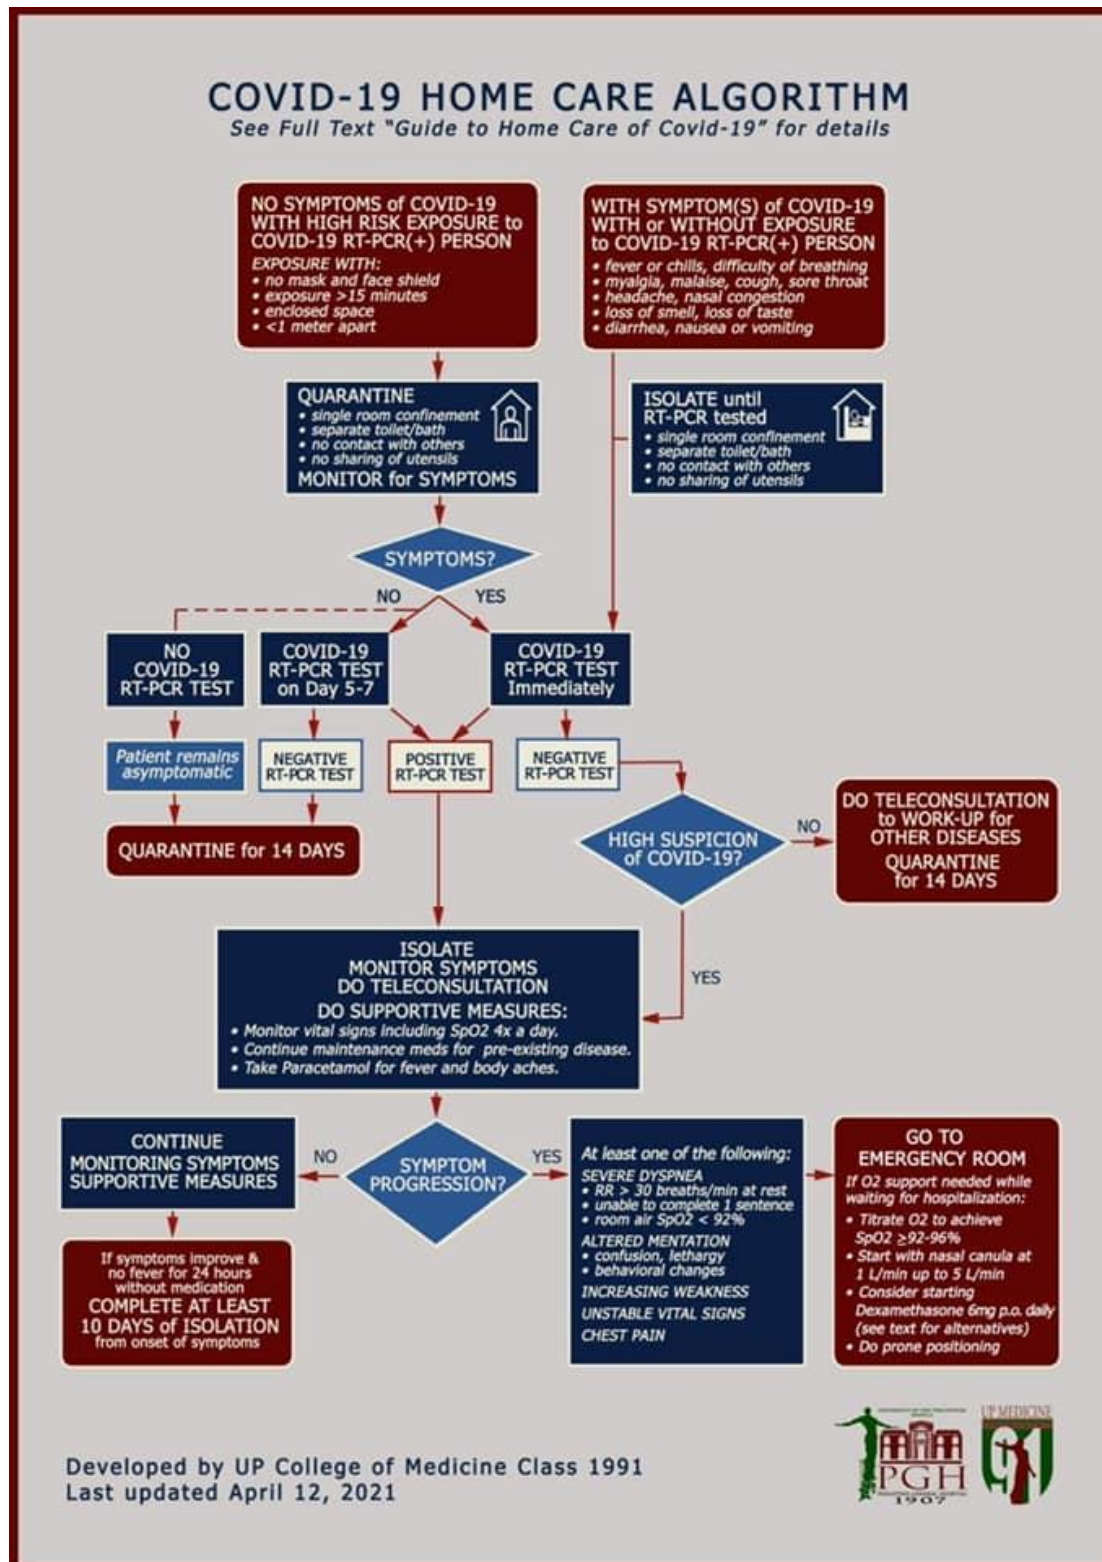 COVID-19 HOME CARE ALGORITHM
See Full Text "Guide to Home Care of Covid-19" for details
NO SYMPTOMS of COVID-19
WITH HIGH RISK EXPOSURE to
COVID-19 RT-PCR(+) PERSON
EXPOSURE WITH:
• no mask and face shield
• exposure >15 minutes
• enclosed space
• <1 meter apart
WITH SYMPTOM(S) of COVID-19
WITH or WITHOUT EXPOSURE
to COVID-19 RT-PCR(+) PERSON
• fever or chills, difficulty of breathing
• myalgia, malaise, cough, sore throat
• headache, nasal congestion
• loss of smell, loss of taste
• diarrhea, nausea or vomiting
QUARANTINE
• single room confinement
• separate toilet/bath
• no contact with others
• no sharing of utensils
MONITOR for SYMPTOMS
ISOLATE until
RT-PCR tested
• single room confinement
• separate toilet/bath
• no contact with others
• no sharing of utensils
SYMPTOMS?
NO
YES
NO
COVID-19
RT-PCR TEST
COVID-19
RT-PCR TEST
on Day 5-7
COVID-19
RT-PCR TEST
Immediately
Patient remains
asymptomatic
NEGATIVE
RT-PCR TEST
POSITIVE
RT-PCR TEST
NEGATIVE
RT-PCR TEST
QUARANTINE for 14 DAYS
HIGH SUSPICION
of COVID-19?
NO
DO TELECONSULTATION
to WORK-UP for
OTHER DISEASES
QUARANTINE
for 14 DAYS
YES
ISOLATE
MONITOR SYMPTOMS
DO TELECONSULTATION
DO SUPPORTIVE MEASURES:
• Monitor vital signs including SpO2 4x a day.
• Continue maintenance meds for pre-existing disease.
• Take Paracetamol for fever and body aches.
SYMPTOM
PROGRESSION?
NO
YES
CONTINUE
MONITORING SYMPTOMS
SUPPORTIVE MEASURES
If symptoms improve &
no fever for 24 hours
without medication
COMPLETE AT LEAST
10 DAYS of ISOLATION
from onset of symptoms
At least one of the following:
SEVERE DYSPNEA
• RR > 30 breaths/min at rest
• unable to complete 1 sentence
• room air SpO2 < 92%
ALTERED MENTATION
• confusion, lethargy
• behavioral changes
INCREASING WEAKNESS
UNSTABLE VITAL SIGNS
CHEST PAIN
GO TO
EMERGENCY ROOM
If O2 support needed while
waiting for hospitalization:
• Titrate O2 to achieve
SpO2 ≥92-96%
• Start with nasal canula at
1 L/min up to 5 L/min
• Consider starting
Dexamethasone 6mg p.o. daily
(see text for alternatives)
• Do prone positioning
PGH
1907
UP MEDICINE
91
Developed by UP College of Medicine Class 1991
Last updated April 12, 2021